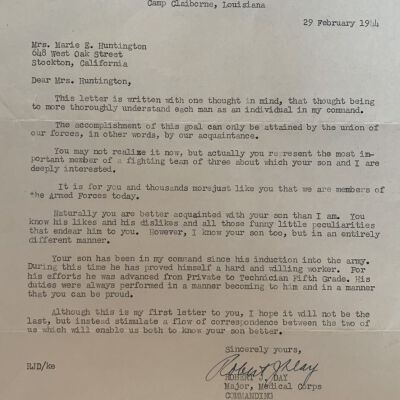 Camp Claiborne, Louisiana
29 February 1944
Mrs. Marie E. Huntington
648 West Oak Street
Stockton, California
Dear Mrs. Huntington,
This letter is written with one thought in mind, that thought being
to more thoroughly understand each man as an individual in my command.
The accomplishment of this goal can only be attained by the union of
our forces, in other words, by our acquaintance.
You may not realize it now, but actually you represent the most im-
portant member of a fighting team of three about which your son and I are
deeply interested.
It is for you and thousands morejust like you that we are members of
the Armed Forces today.
Naturally you are better acquainted with your son than I am. You
know his likes and his dislikes and all those funny little peculiarities
that endear him to you. However, I know your son too, but in an entirely
different manner.
Your son has been in my command since his induction into the army.
During this time he has proved himself a hard and willing worker. For
his efforts he was advanced from Private to Technician Fifth Grade. His
duties were always performed in a manner becoming to him and in a manner
that you can be proud.
Although this is my first letter to you, I hope it will not be the
last, but instead stimulate a flow of correspondence between the two of
us which will enable us both to know your son better.
Sincerely yours,
Robert J Day
RJD/ke
ROBERT J. DAY
Major, Medical Corps
COMMANDING